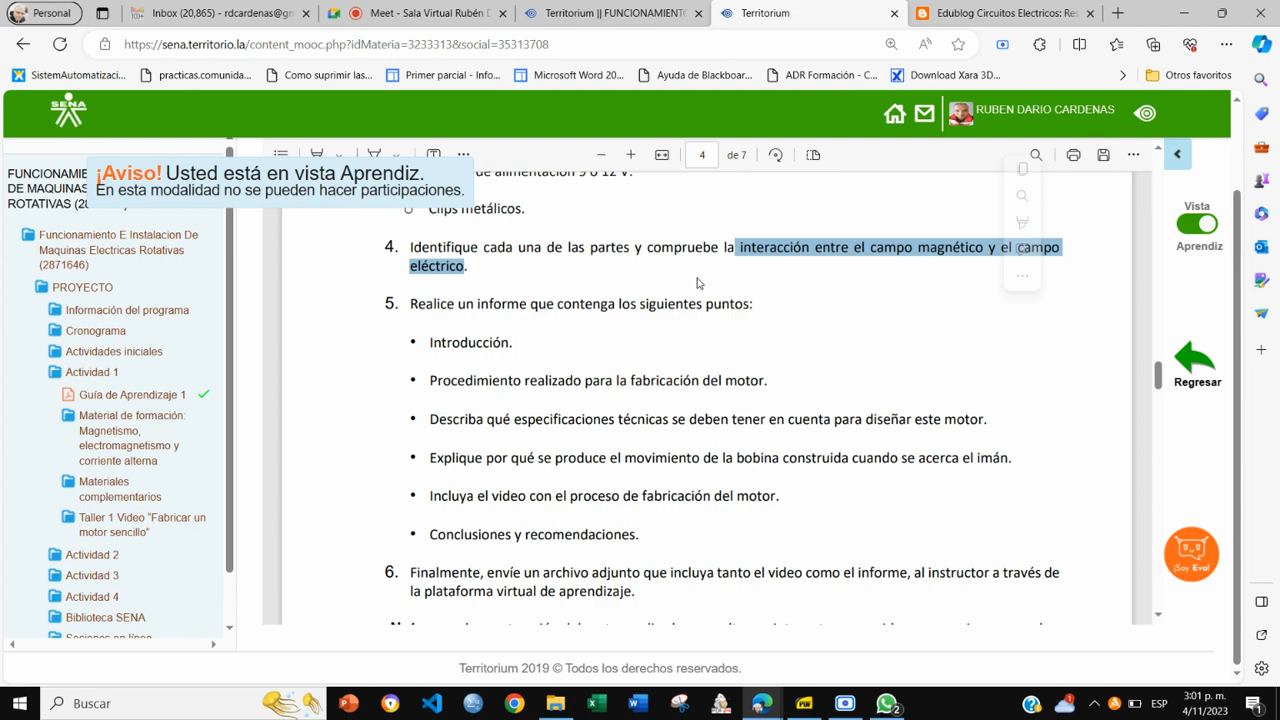 Personal
Inbox (20,865) - rdcardenas@gn
Meet - Sala Virtual Rubén D
Territorium || FUNCIONAMIENTO
Territorium
Edublog Circuitos Electricos: Re
https://sena.territorio.la/content_mooc.php?idMateria=3233313&social=35313708
SistemAutomatizaci...
practicas.comunida...
Como suprimir las...
Primer parcial - Info...
Microsoft Word 20...
Ayuda de Blackboar...
ADR Formación - C...
Download Xara 3D...
Otros favoritos
SENA
RUBEN DARIO CARDENAS
FUNCIONAMIE
DE MAQUINAS
ROTATIVAS (28
¡Aviso! Usted está en vista Aprendiz.
En esta modalidad no se pueden hacer participaciones.
4 de 7
Funcionamiento E Instalacion De
Maquinas Electricas Rotativas
(2871646)
PROYECTO
Información del programa
Cronograma
Actividades iniciales
Actividad 1
Guía de Aprendizaje 1
Material de formación:
Magnetismo,
electromagnetismo y
corriente alterna
Materiales
complementarios
Taller 1 Video "Fabricar un
motor sencillo"
Actividad 2
Actividad 3
Actividad 4
Biblioteca SENA
Sesiones en línea
de alimentación 9 o 12 V.
o Clips metálicos.
4. Identifique cada una de las partes y compruebe la interacción entre el campo magnético y el campo
eléctrico.
5. Realice un informe que contenga los siguientes puntos:
• Introducción.
• Procedimiento realizado para la fabricación del motor.
• Describa qué especificaciones técnicas se deben tener en cuenta para diseñar este motor.
• Explique por qué se produce el movimiento de la bobina construida cuando se acerca el imán.
• Incluya el video con el proceso de fabricación del motor.
• Conclusiones y recomendaciones.
6. Finalmente, envíe un archivo adjunto que incluya tanto el video como el informe, al instructor a través de
la plataforma virtual de aprendizaje.
Vista
Aprendiz
Regresar
¡Soy Eva!
Territorium 2019 © Todos los derechos reservados.
Buscar
2
ESP
3:01 p. m.
4/11/2023